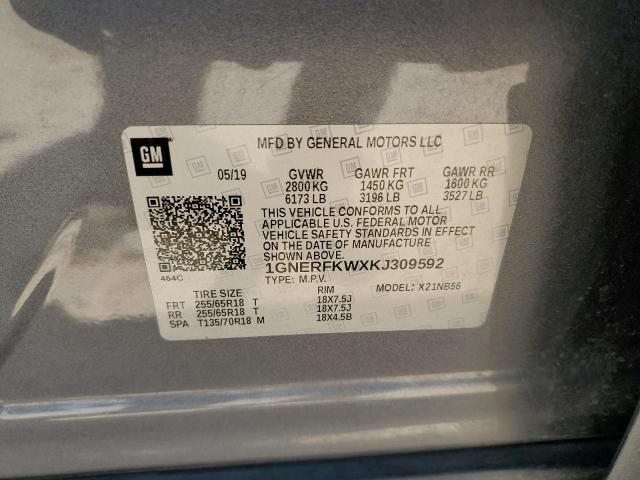 GM
MFD BY GENERAL MOTORS LLC
05/19 GVWR GAWR FRT GAWR RR
2800 KG 1450 KG 1600 KG
6173 LB 3196 LB 3527 LB
THIS VEHICLE CONFORMS TO ALL
APPLICABLE U.S. FEDERAL MOTOR
VEHICLE SAFETY STANDARDS IN EFFECT
ON THE DATE OF MANUFACTURE
SHOWN ABOVE.
1GNERFKWXKJ309592
464C TYPE: M.P.V. MODEL: X21NB56
TIRE SIZE RIM
FRT 255/65R18 T 18X7.5J
RR 255/65R18 T 18X7.5J
SPA T135/70R18 M 18X4.5B